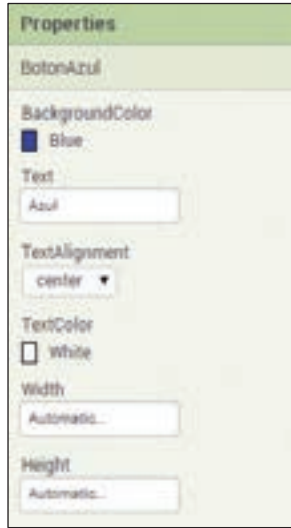 Properties
BotonAzul
BackgroundColor
Blue
Text
Azul
TextAlignment
center
TextColor
White
Width
Automatic...
Height
Automatic...